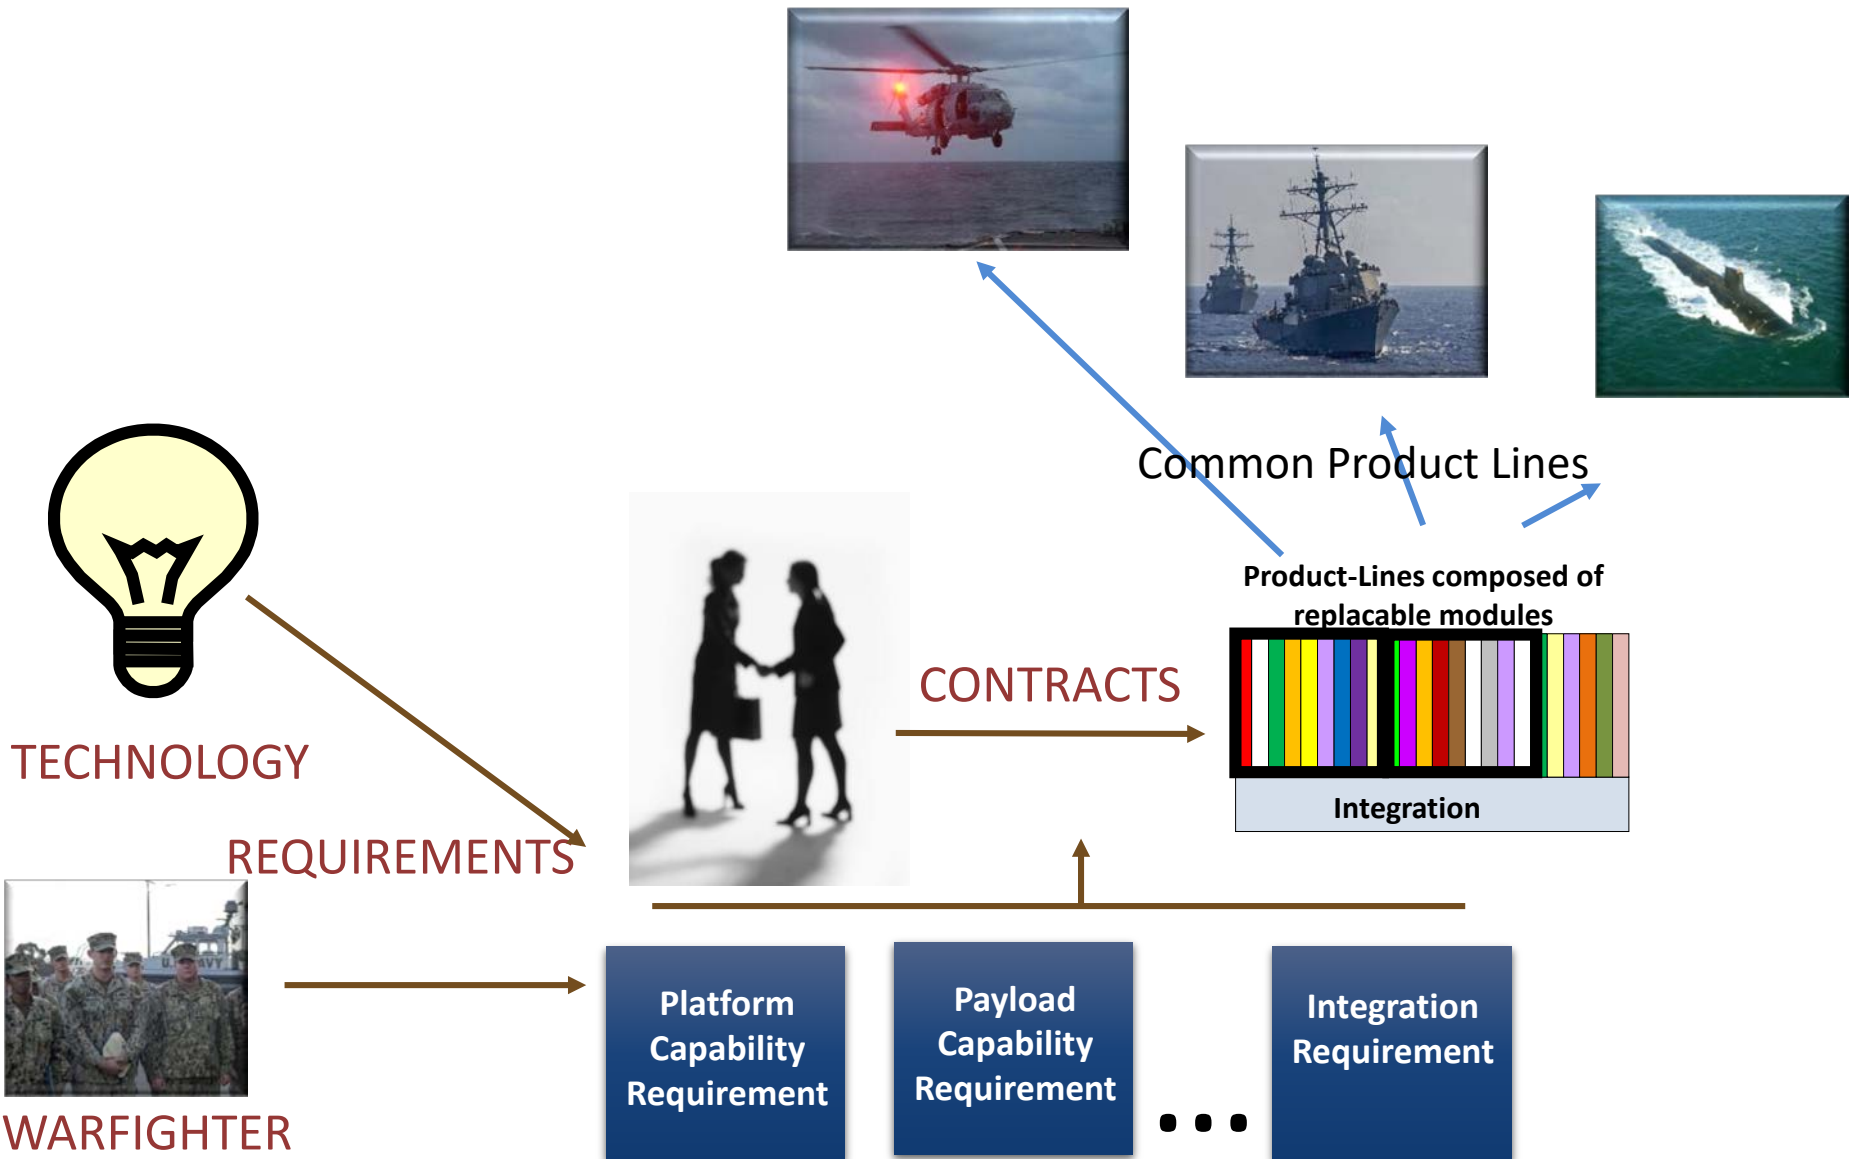 Common Product Lines
Product-Lines composed of
replacable modules
CONTRACTS
Integration
TECHNOLOGY
REQUIREMENTS
WARFIGHTER
Platform
Capability
Requirement
Payload
Capability
Requirement
...
Integration
Requirement